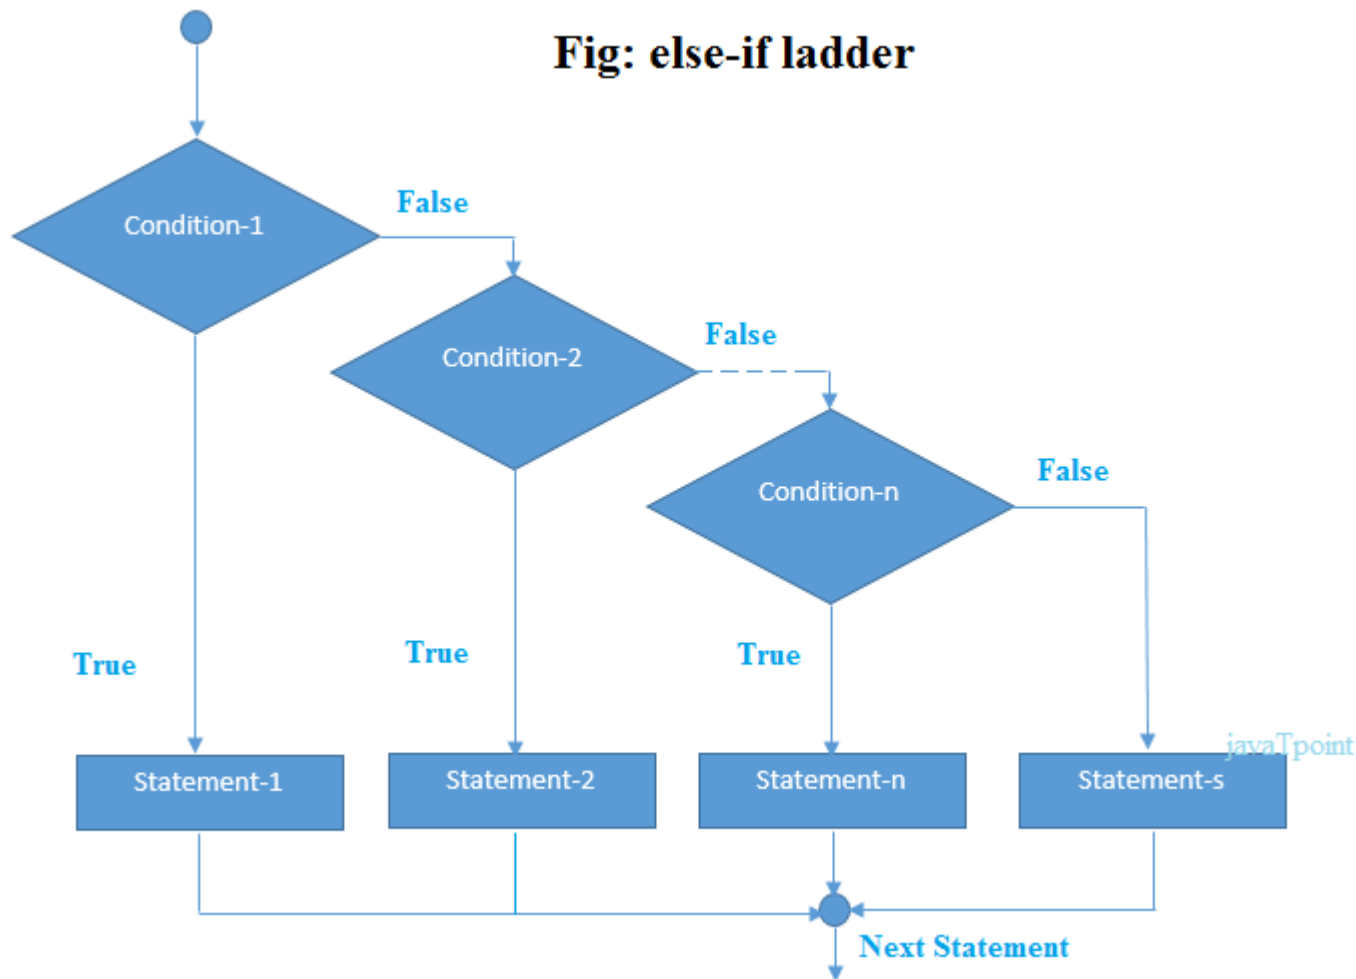 Fig: else-if ladder
Condition-1
False
Condition-2
False
Condition-n
False
True
True
True
javaTpoint
Statement-1
Statement-2
Statement-n
Statement-s
Next Statement